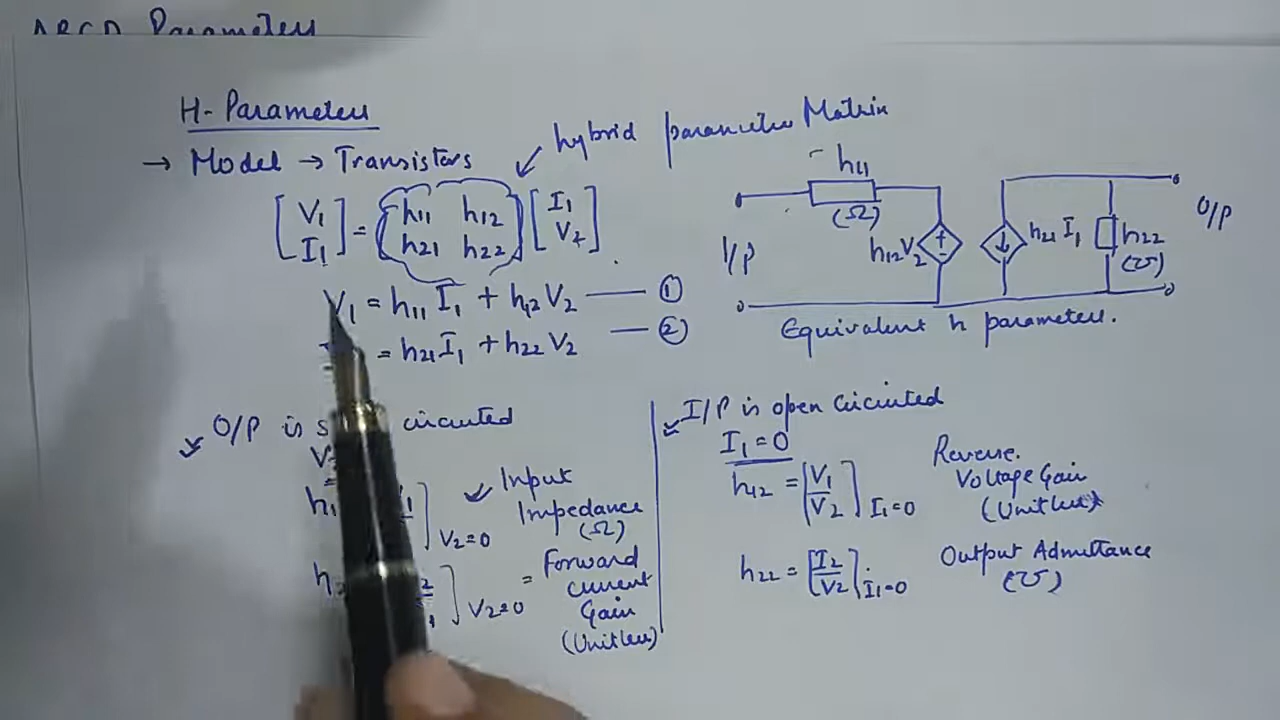 Parameters
H-Parameters
→ Model → Transistors
hybrid parameter Matrix
[V1 I1] = [h11 h12 h21 h22] [I1 V2]
V1 = h11 I1 + h12 V2 —— ①
= h21 I1 + h22 V2 —— ②
h11
(Ω)
I/P
h12V2
h21 I1
h22
(℧)
O/P
Equivalent h parameters.
O/P is circuited
V2=0
Input Impedance (Ω)
V2=0
= Forward current Gain (Unitless)
I/P is open circuited
I1 = 0
h12 = [V1/V2] I1=0
Reverse Voltage Gain (Unitless)
h22 = [I2/V2] I1=0
Output Admittance (℧)